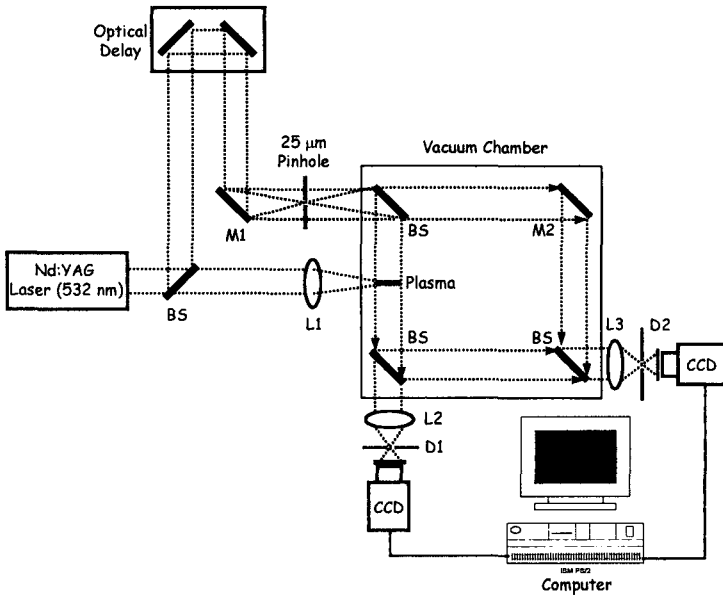 Optical
Delay
25 μm
Pinhole
Vacuum Chamber
M1
BS
M2
Nd:YAG
Laser (532 nm)
BS
L1
Plasma
BS
BS
L3
D2
CCD
L2
D1
CCD
IBM PS/2
Computer